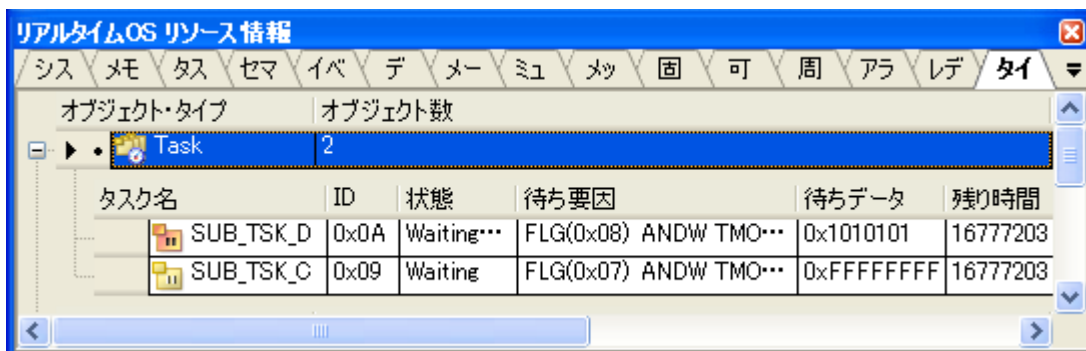 リアルタイムOS リソース情報
シス メモ タス セマ イベ デ メー ミュ メッ 固 可 周 アラ レデ タイ
オブジェクト・タイプ オブジェクト数
Task 2
タスク名 ID 状態 待ち要因 待ちデータ 残り時間
SUB_TSK_D 0x0A Waiting… FLG(0x08) ANDW TMO… 0x1010101 16777203
SUB_TSK_C 0x09 Waiting FLG(0x07) ANDW TMO… 0xFFFFFFFF 16777203